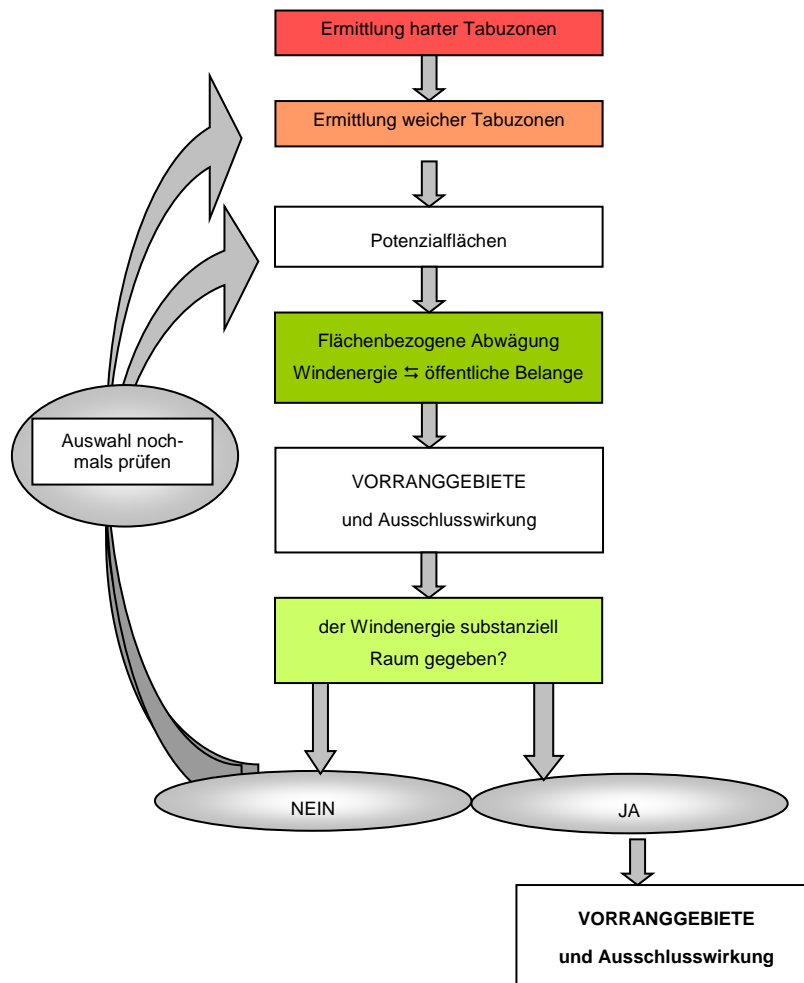 Ermittlung harter Tabuzonen
Ermittlung weicher Tabuzonen
Potenzialflächen
Flächenbezogene Abwägung
Windenergie ⇆ öffentliche Belange
Auswahl noch-
mals prüfen
VORRANGGEBIETE
und Ausschlusswirkung
der Windenergie substanziell
Raum gegeben?
NEIN
JA
VORRANGGEBIETE
und Ausschlusswirkung